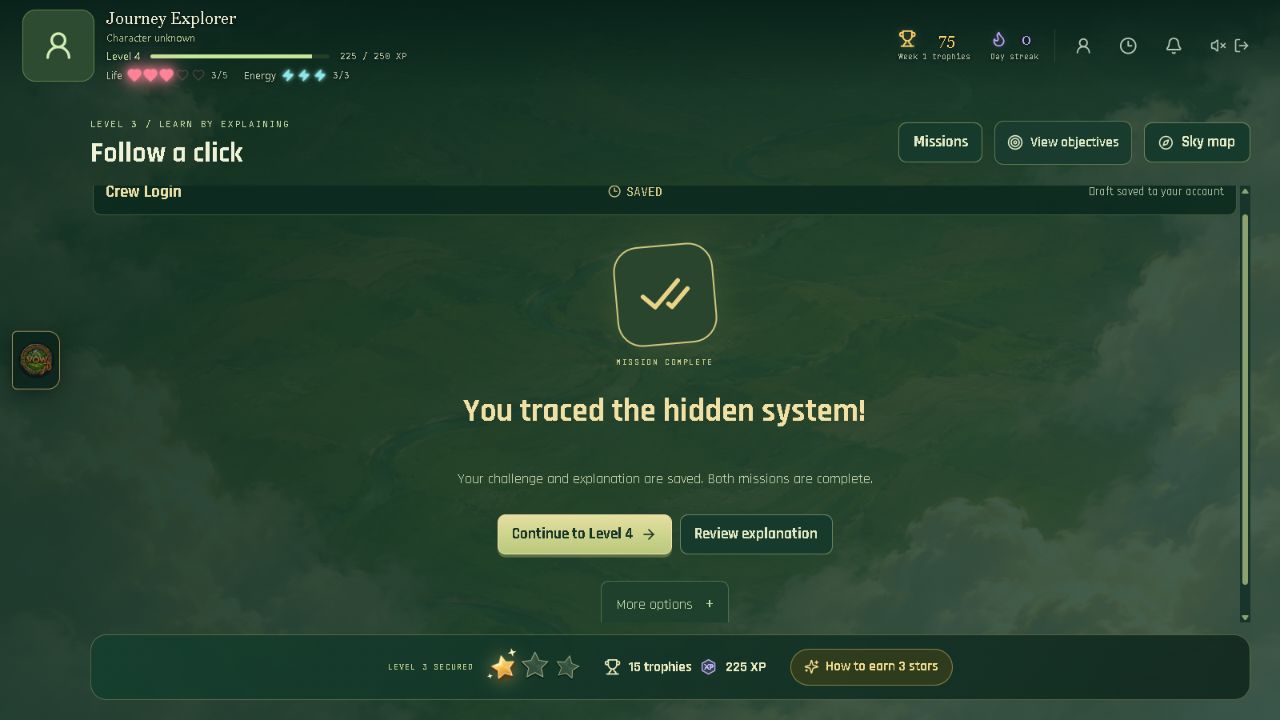 Journey Explorer
Character unknown
Level 4 225 / 250 XP
Life 3/5 Energy 3/3
75
Week 1 trophies
0
Day streak
LEVEL 3 / LEARN BY EXPLAINING
Follow a click
Missions
View objectives
Sky map
Crew Login
SAVED
Draft saved to your account
MISSION COMPLETE
You traced the hidden system!
Your challenge and explanation are saved. Both missions are complete.
Continue to Level 4
Review explanation
More options +
LEVEL 3 SECURED
15 trophies
XP
225 XP
How to earn 3 stars